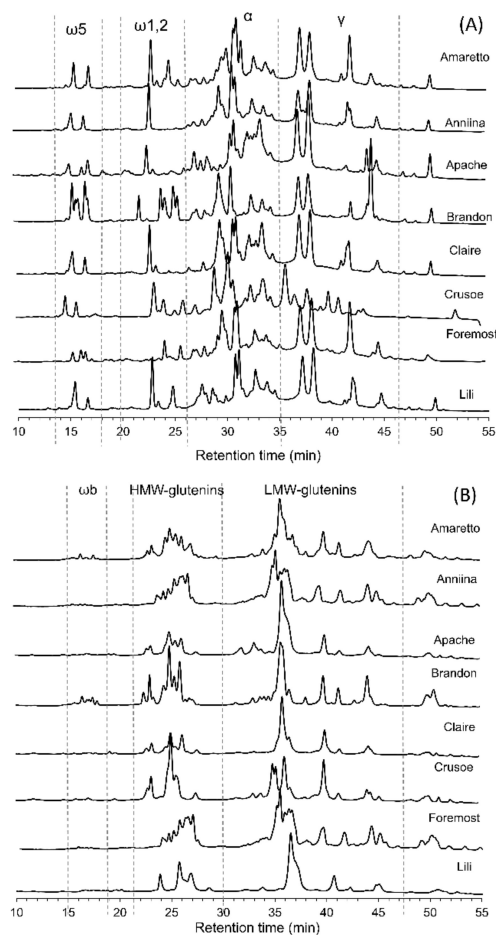 (A)
ω5 ω1,2 α γ
Amaretto
Anniina
Apache
Brandon
Claire
Crusoe
Foremost
Lili
10 15 20 25 30 35 40 45 50 55
Retention time (min)
(B)
ωb HMW-glutenins LMW-glutenins
Amaretto
Anniina
Apache
Brandon
Claire
Crusoe
Foremost
Lili
10 15 20 25 30 35 40 45 50 55
Retention time (min)